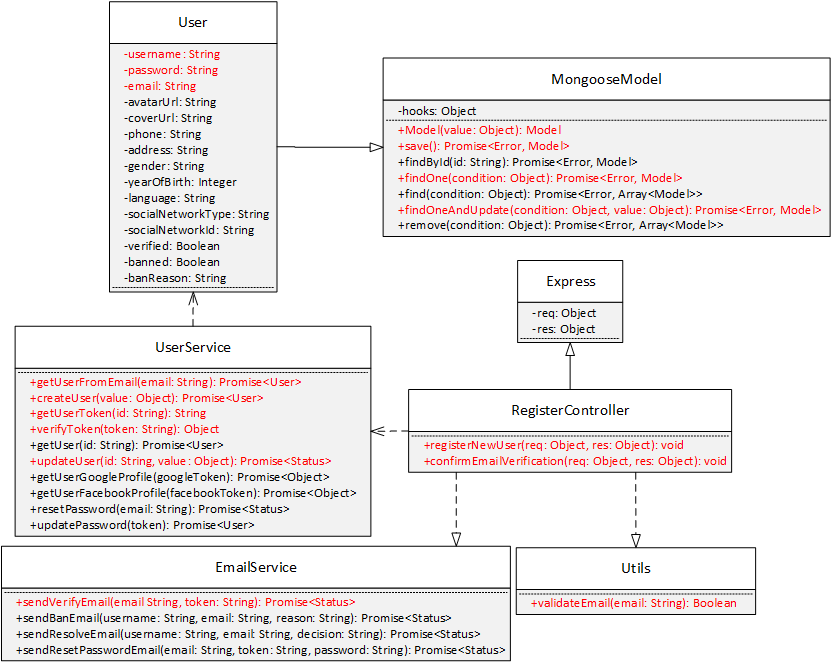 User
-username: String
-password: String
-email: String
-avatarUrl: String
-coverUrl: String
-phone: String
-address: String
-gender: String
-yearOfBirth: Integer
-language: String
-socialNetworkType: String
-socialNetworkId: String
-verified: Boolean
-banned: Boolean
-banReason: String
MongooseModel
-hooks: Object
+Model(value: Object): Model
+save(): Promise<Error, Model>
+findById(id: String): Promise<Error, Model>
+findOne(condition: Object): Promise<Error, Model>
+find(condition: Object): Promise<Error, Array<Model>>
+findOneAndUpdate(condition: Object, value: Object): Promise<Error, Model>
+remove(condition: Object): Promise<Error, Array<Model>>
Express
-req: Object
-res: Object
UserService
+getUserFromEmail(email: String): Promise<User>
+createUser(value: Object): Promise<User>
+getUserToken(id: String): String
+verifyToken(token: String): Object
+getUser(id: String): Promise<User>
+updateUser(id: String, value: Object): Promise<Status>
+getUserGoogleProfile(googleToken): Promise<Object>
+getUserFacebookProfile(facebookToken): Promise<Object>
+resetPassword(email: String): Promise<Status>
+updatePassword(token): Promise<User>
RegisterController
+registerNewUser(req: Object, res: Object): void
+confirmEmailVerification(req: Object, res: Object): void
EmailService
+sendVerifyEmail(email String, token: String): Promise<Status>
+sendBanEmail(username: String, email: String, reason: String): Promise<Status>
+sendResolveEmail(username: String, email: String, decision: String): Promise<Status>
+sendResetPasswordEmail(email: String, token: String, password: String): Promise<Status>
Utils
+validateEmail(email: String): Boolean